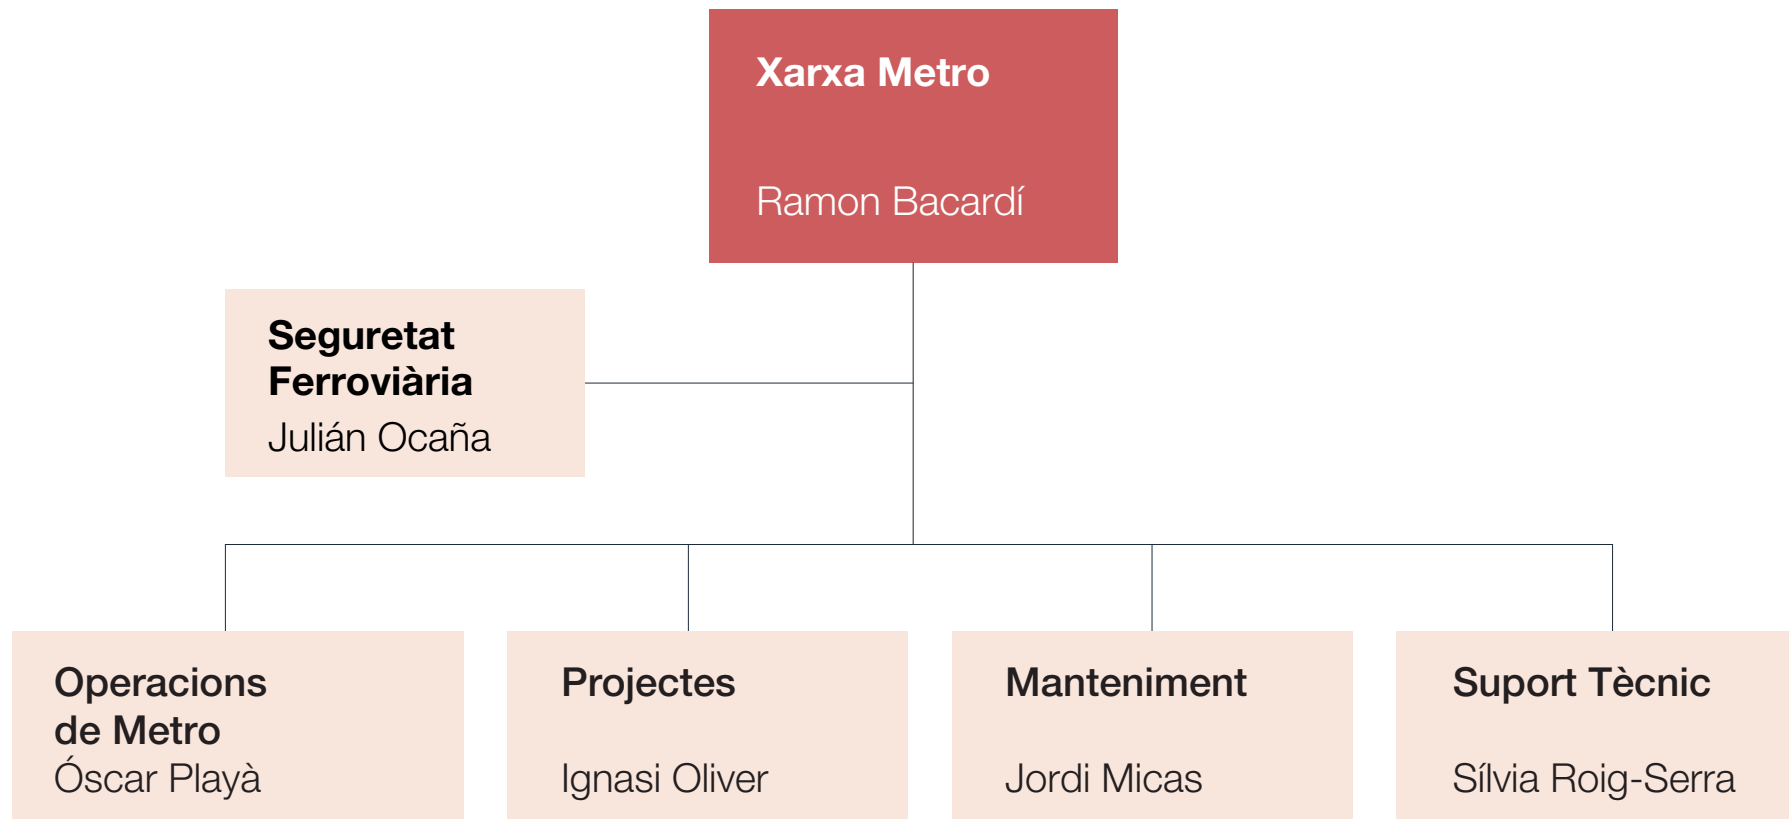 Xarxa Metro
Ramon Bacardí
Seguretat
Ferroviària
Julián Ocaña
Operacions
de Metro
Óscar Playà
Projectes
Ignasi Oliver
Manteniment
Jordi Micas
Suport Tècnic
Sílvia Roig-Serra